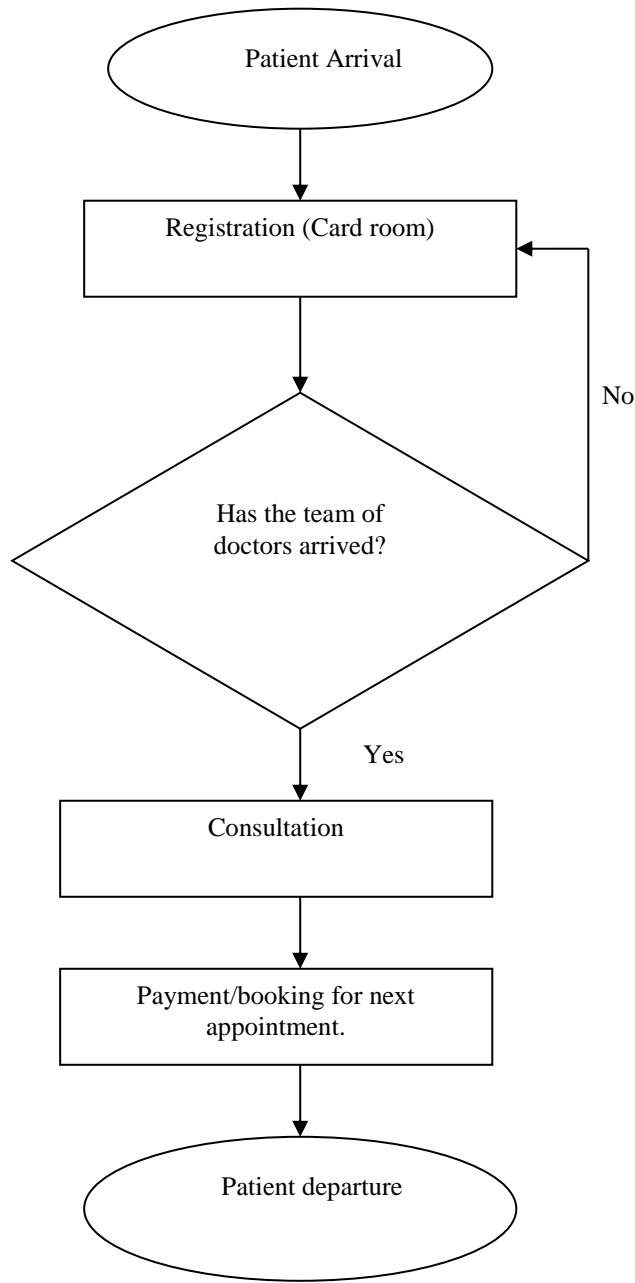 Patient Arrival
Registration (Card room)
No
Has the team of
doctors arrived?
Yes
Consultation
Payment/booking for next
appointment.
Patient departure